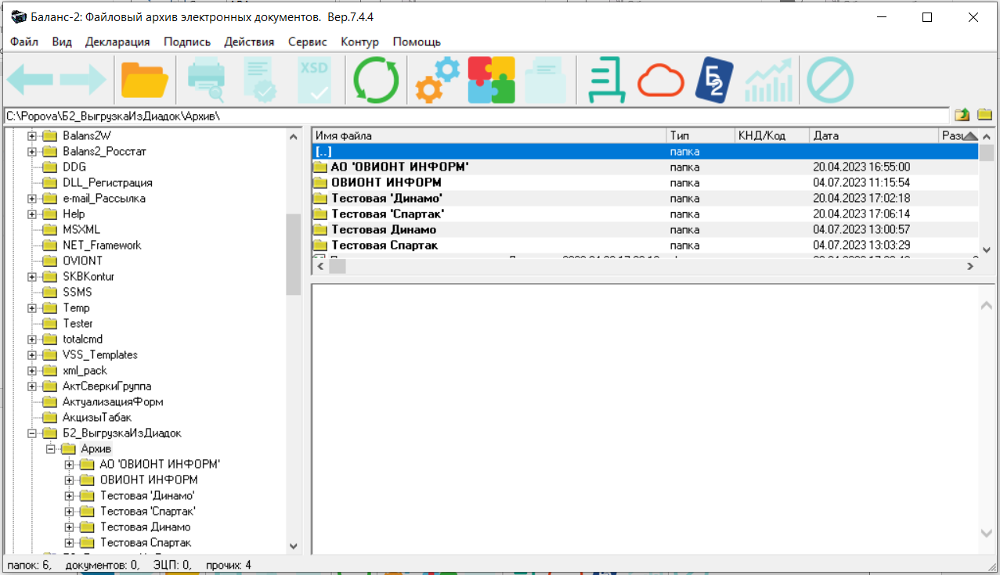 Баланс-2: Файловый архив электронных документов. Вер.7.4.4
Файл Вид Декларация Подпись Действия Сервис Контур Помощь
XSD
Б2
C:\Popova\Б2_ВыгрузкаИзДиадок\Архив\
Balans2W
Balans2_Росстат
DDG
DLL_Регистрация
e-mail_Рассылка
Help
MSXML
NET_Framework
OVIONT
SKBKontur
SSMS
Temp
Tester
totalcmd
VSS_Templates
xml_pack
АктСверкиГруппа
АктуализацияФорм
АкцизыТабак
Б2_ВыгрузкаИзДиадок
Архив
АО 'ОВИОНТ ИНФОРМ'
ОВИОНТ ИНФОРМ
Тестовая 'Динамо'
Тестовая 'Спартак'
Тестовая Динамо
Тестовая Спартак
Имя файла Тип КНД/Код Дата
[..] папка
АО 'ОВИОНТ ИНФОРМ' папка 20.04.2023 16:55:00
ОВИОНТ ИНФОРМ папка 04.07.2023 11:15:54
Тестовая 'Динамо' папка 20.04.2023 17:02:18
Тестовая 'Спартак' папка 20.04.2023 17:06:14
Тестовая Динамо папка 04.07.2023 13:00:57
Тестовая Спартак папка 04.07.2023 13:03:29
папок: 6, документов: 0, ЭЦП: 0, прочих: 4